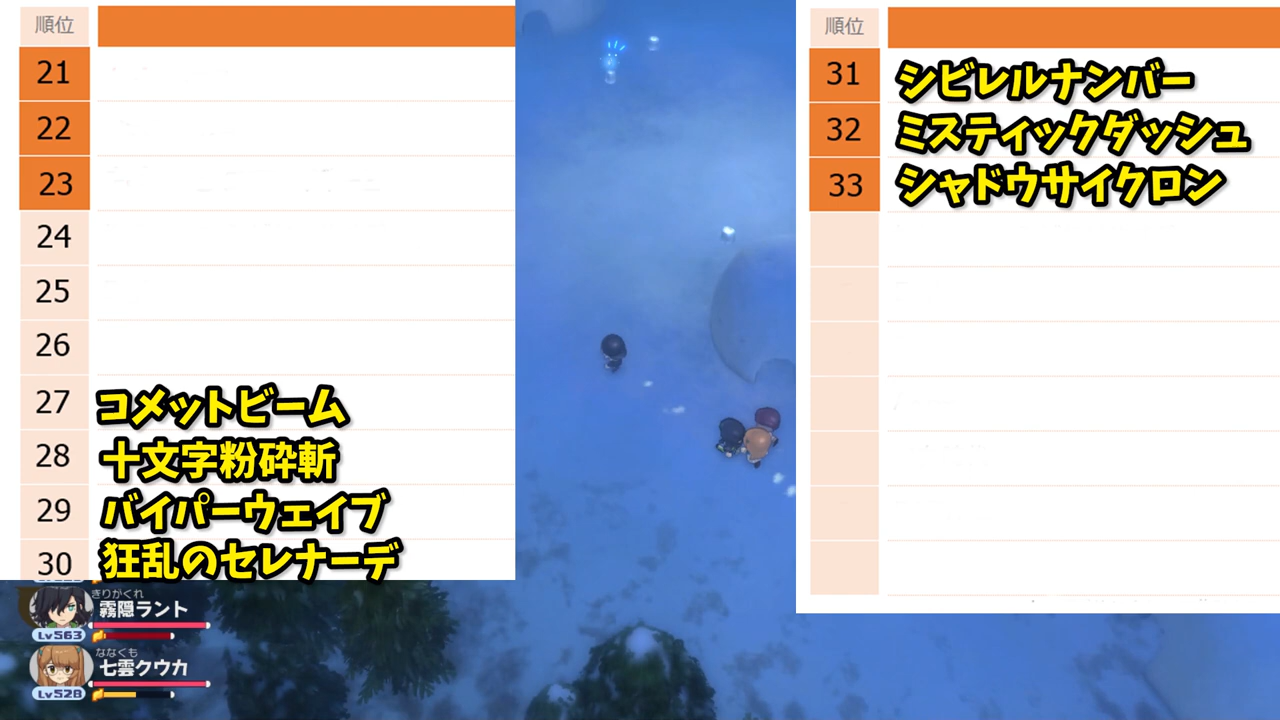 順位
21
22
23
24
25
26
27 コメットビーム
28 十文字粉砕斬
29 バイパーウェイブ
30 狂乱のセレナーデ
順位
31 シビレルナンバー
32 ミスティックダッシュ
33 シャドウサイクロン
きりがくれ
霧隠ラント
Lv563
ななくも
七雲クウカ
Lv528